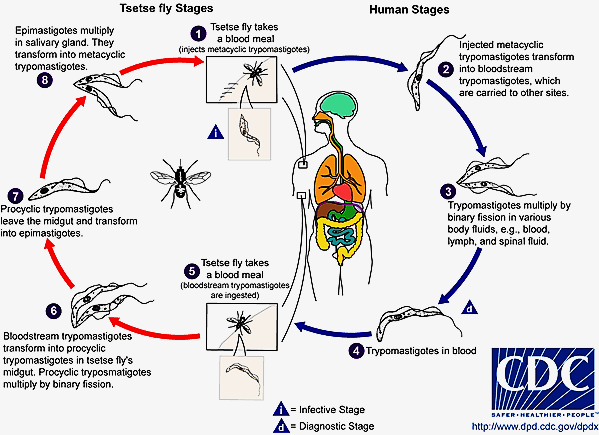 Tsetse fly Stages
Human Stages
1
Tsetse fly takes
a blood meal
(injects metacyclic trypomastigotes)
i
2
Injected metacyclic
trypomastigotes transform
into bloodstream
trypomastigotes, which
are carried to other sites.
3
Trypomastigotes multiply by
binary fission in various
body fluids, e.g., blood,
lymph, and spinal fluid.
d
4
Trypomastigotes in blood
5
Tsetse fly takes
a blood meal
(bloodstream trypomastigotes
are ingested)
6
Bloodstream trypomastigotes
transform into procyclic
trypomastigotes in tsetse fly's
midgut. Procyclic tryposmatigotes
multiply by binary fission.
7
Procyclic trypomastigotes
leave the midgut and transform
into epimastigotes.
Epimastigotes multiply
in salivary gland. They
transform into metacyclic
trypomastigotes.
8
i = Infective Stage
d = Diagnostic Stage
CDC
SAFER·HEALTHIER·PEOPLE™
http://www.dpd.cdc.gov/dpdx